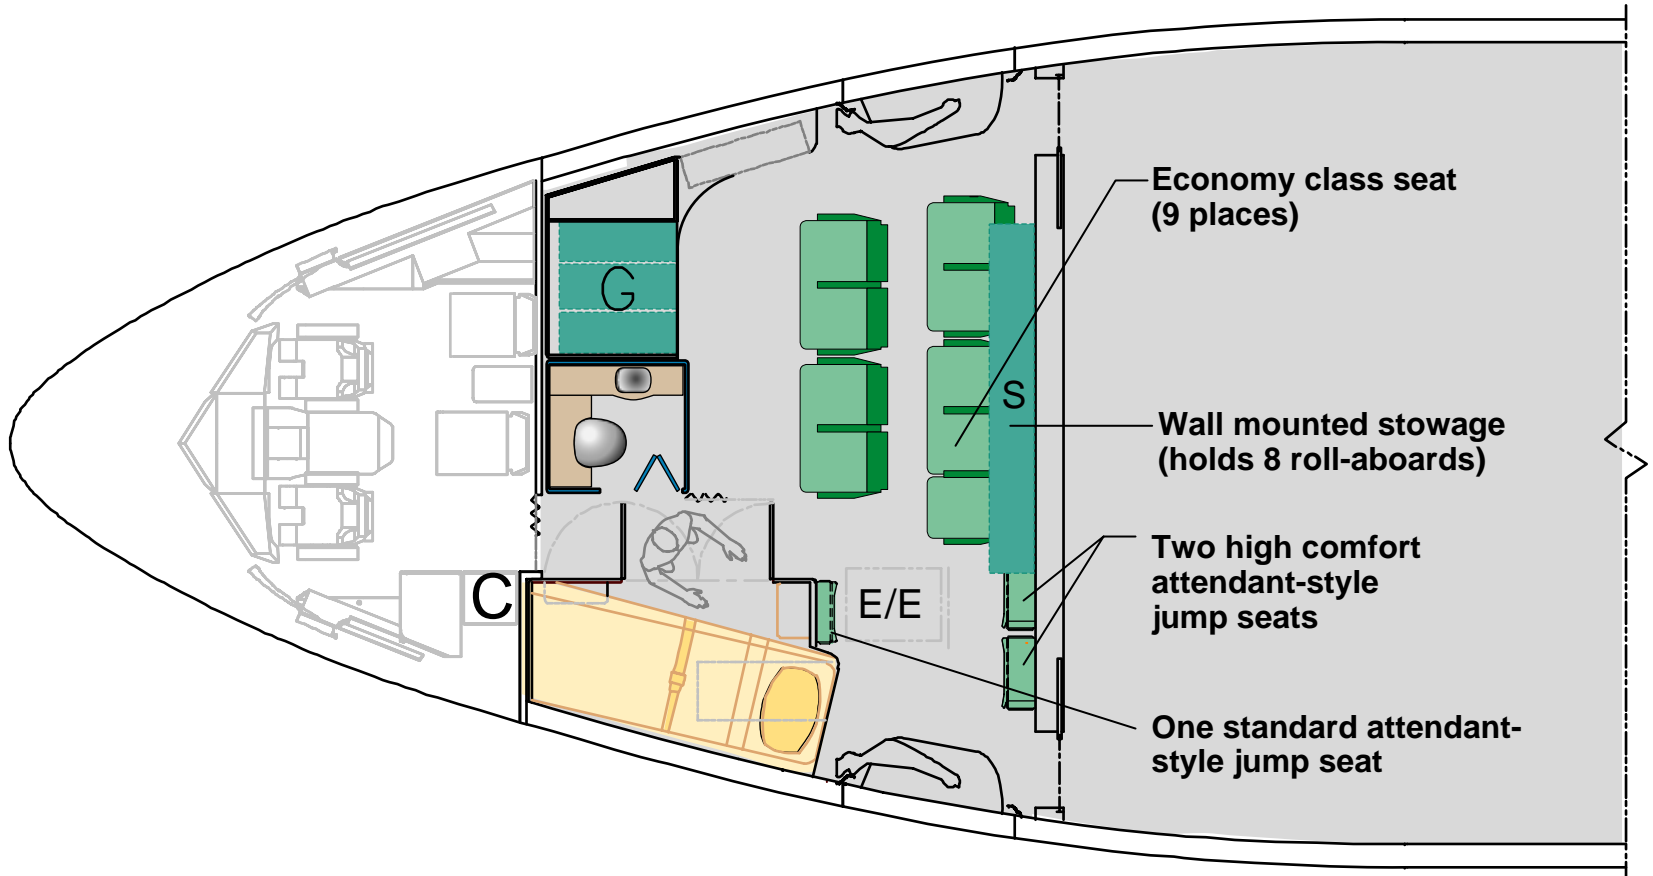 Economy class seat
(9 places)
G
S
Wall mounted stowage
(holds 8 roll-aboards)
Two high comfort
attendant-style
jump seats
C
E/E
One standard attendant-
style jump seat